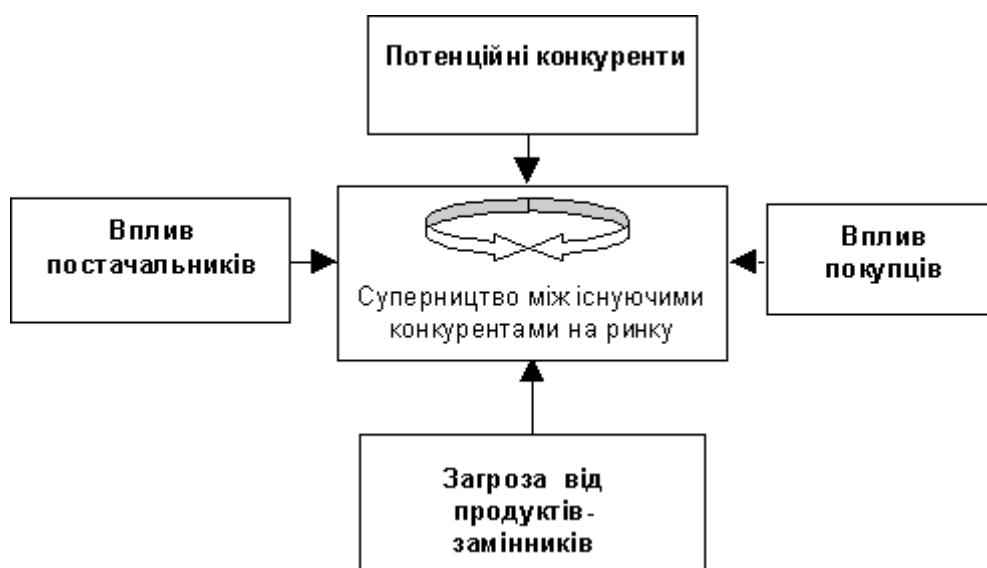 Потенційні конкуренти
Вплив
постачальників
Суперництво між існуючими
конкурентами на ринку
Вплив
покупців
Загроза від
продуктів-
замінників